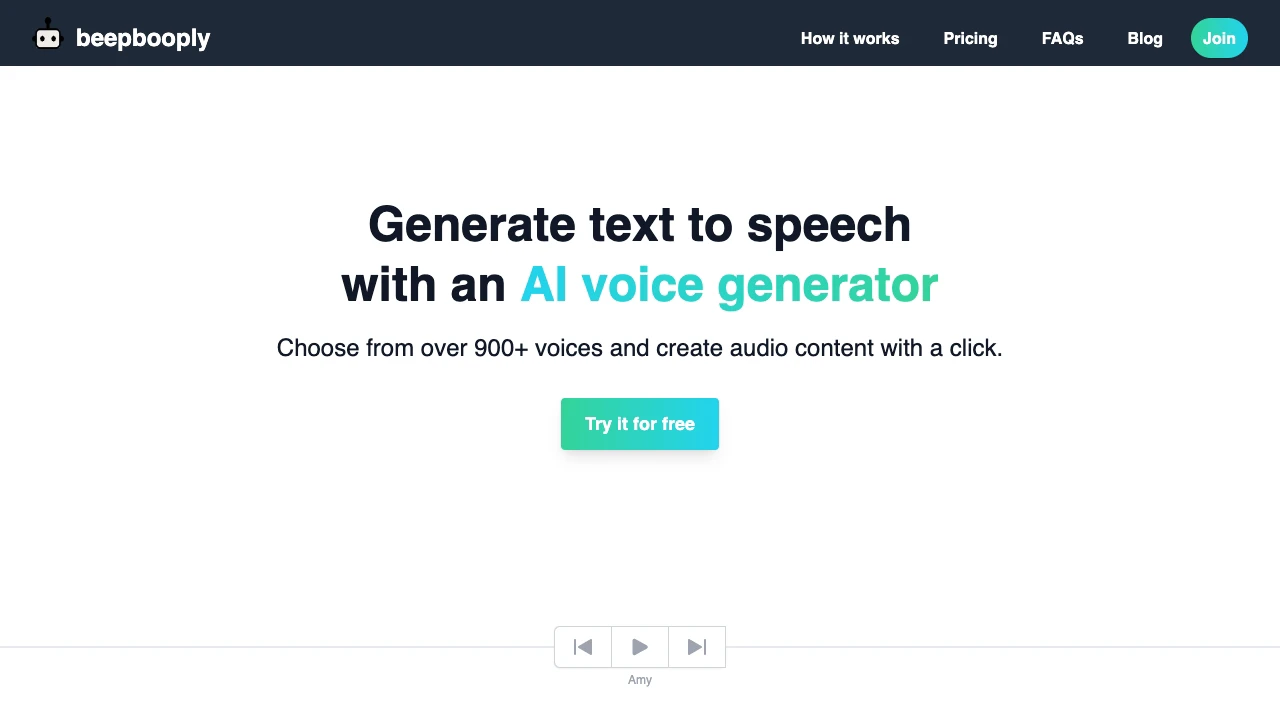 beepbooply
How it works
Pricing
FAQs
Blog
Join
Generate text to speech
with an AI voice generator
Choose from over 900+ voices and create audio content with a click.
Try it for free
Amy